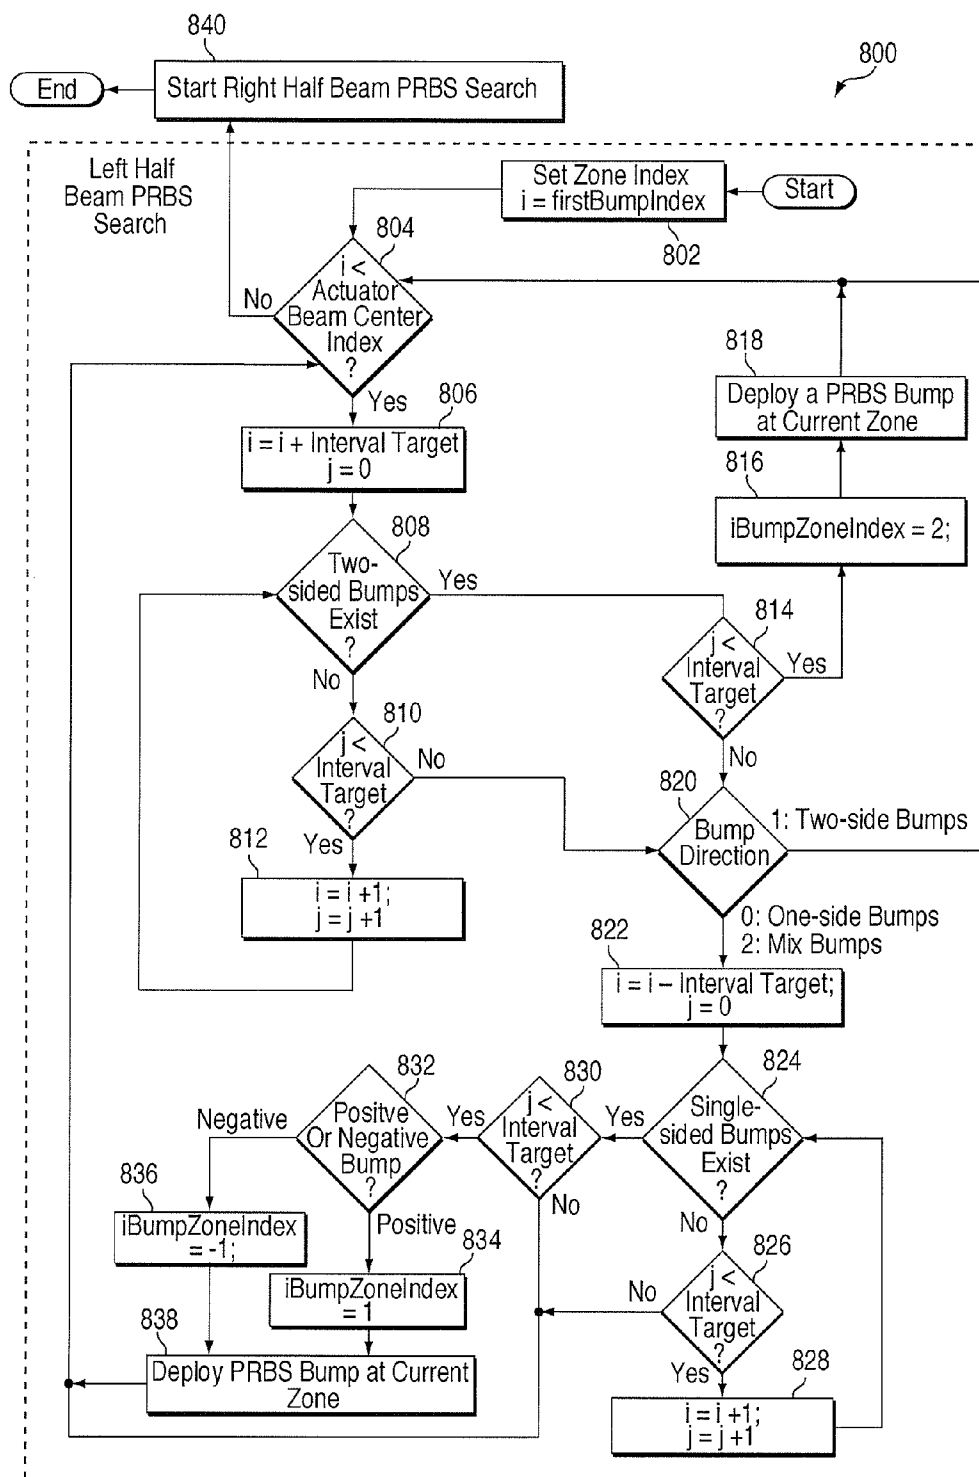 840
800
End
Start Right Half Beam PRBS Search
Left Half
Beam PRBS
Search
Set Zone Index
i = firstBumpIndex
Start
802
804
i <
Actuator
Beam Center
Index
?
No
Yes
806
i = i + Interval Target
j = 0
818
Deploy a PRBS Bump
at Current Zone
816
iBumpZoneIndex = 2;
808
Two-
sided Bumps
Exist
?
Yes
No
814
j <
Interval
Target
?
Yes
No
810
j <
Interval
Target
?
No
Yes
820
Bump
Direction
1: Two-side Bumps
0: One-side Bumps
2: Mix Bumps
812
i = i +1;
j = j +1
822
i = i – Interval Target;
j = 0
824
Single-
sided Bumps
Exist
?
Yes
No
830
j <
Interval
Target
?
Yes
No
832
Positve
Or Negative
Bump
?
Negative
Positive
836
iBumpZoneIndex
= -1;
834
iBumpZoneIndex
= 1
826
j <
Interval
Target
?
No
Yes
838
Deploy PRBS Bump at Current
Zone
828
i = i +1;
j = j +1